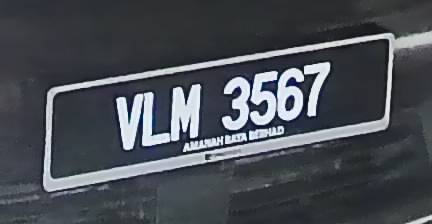 VLM 3567
AMANAH RAYA BERHAD